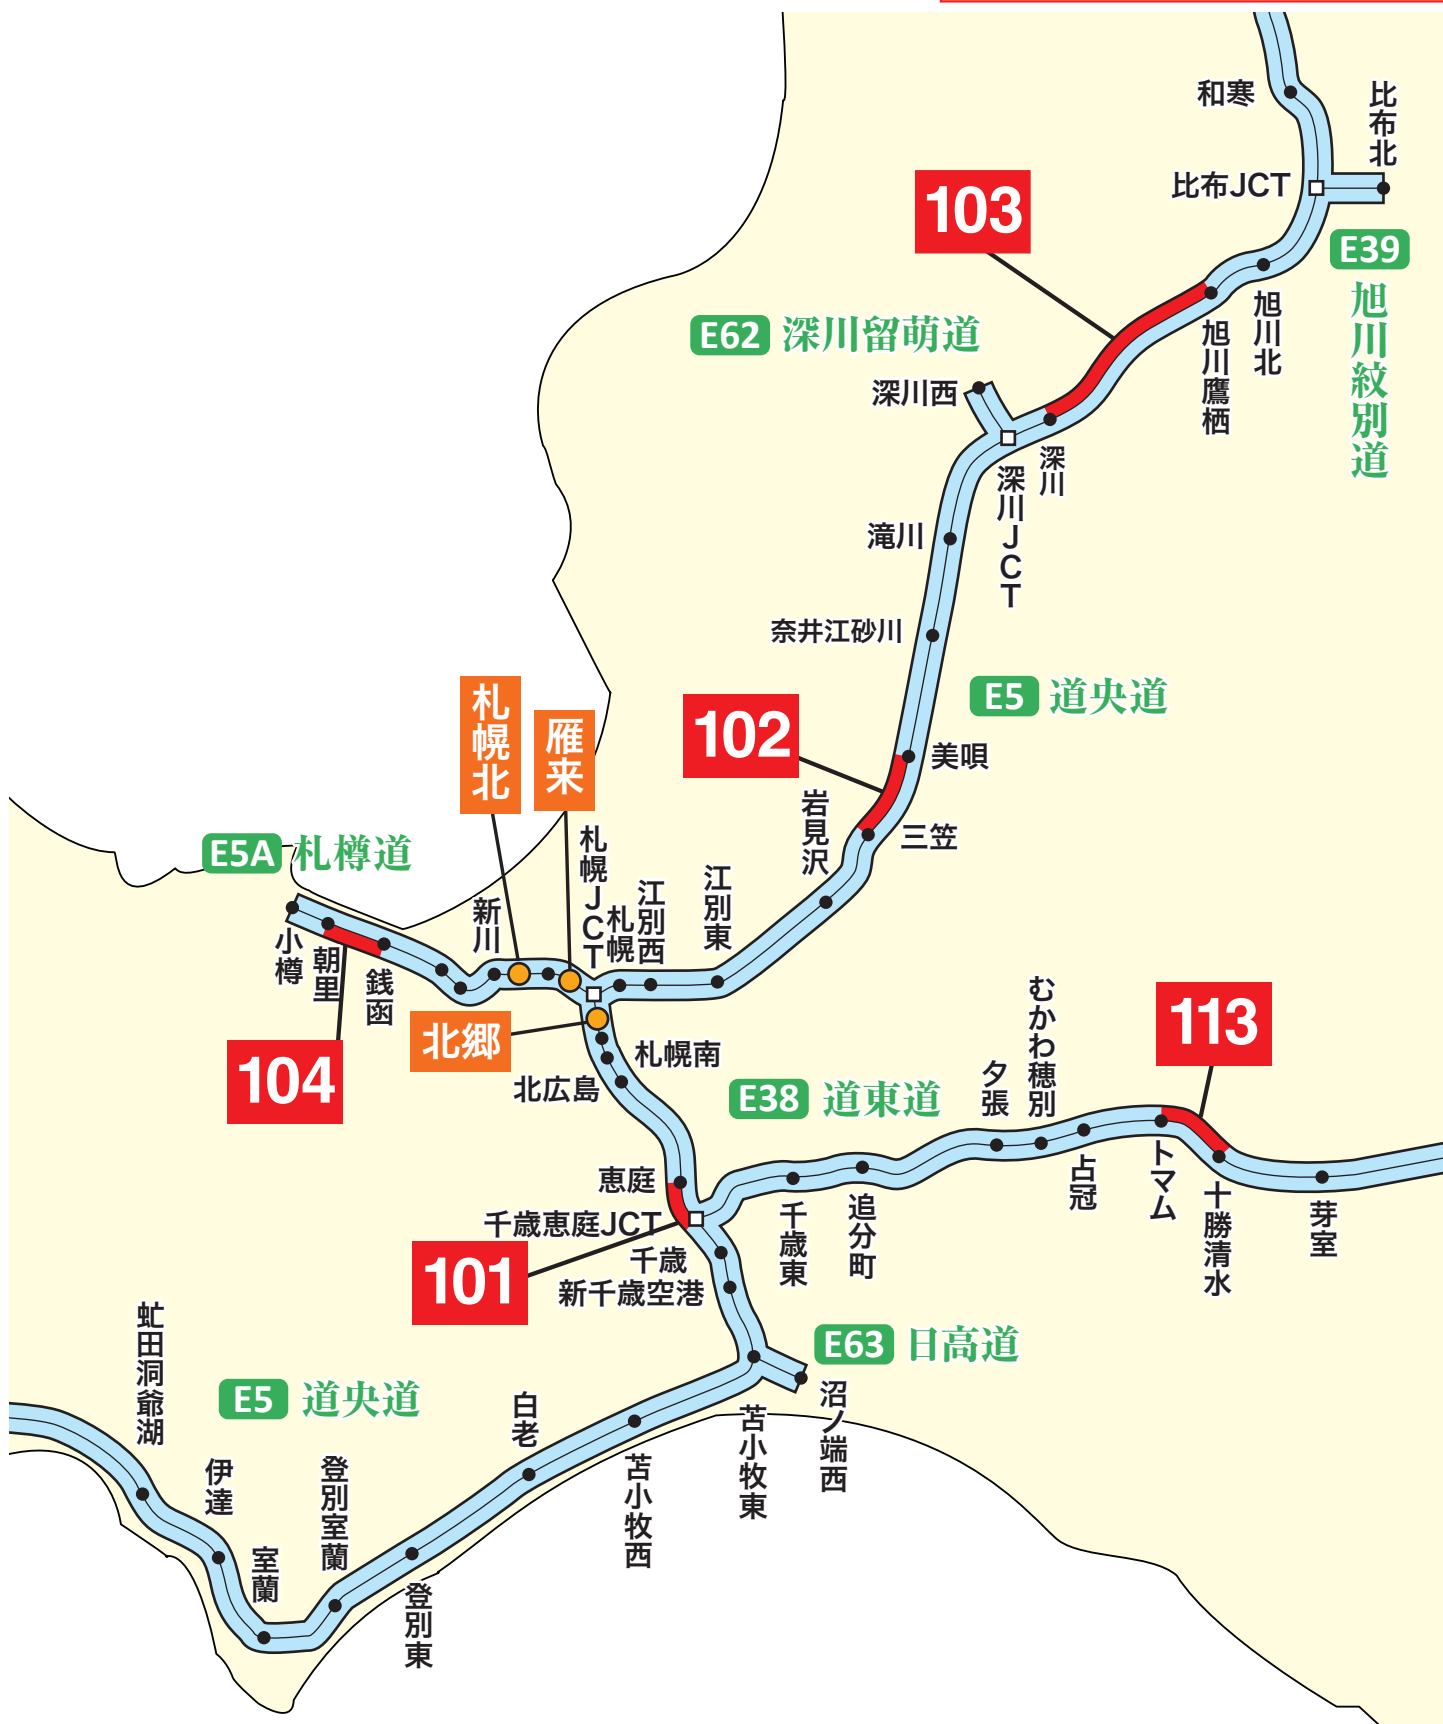 和寒
比布北
比布JCT
103
E39
旭川紋別道
旭川北
旭川鷹栖
E62 深川留萌道
深川西
深川
深川JCT
滝川
奈井江砂川
E5 道央道
美唄
102
三笠
岩見沢
札幌北
雁来
E5A 札樽道
札幌JCT
札幌
江別西
江別東
新川
小樽
朝里
銭函
104
北郷
札幌南
北広島
E38 道東道
むかわ穂別
夕張
113
占冠
トマム
十勝清水
芽室
恵庭
千歳恵庭JCT
101
千歳
新千歳空港
千歳東
追分町
E63 日高道
沼ノ端西
苫小牧東
苫小牧西
白老
E5 道央道
虻田洞爺湖
伊達
室蘭
登別室蘭
登別東